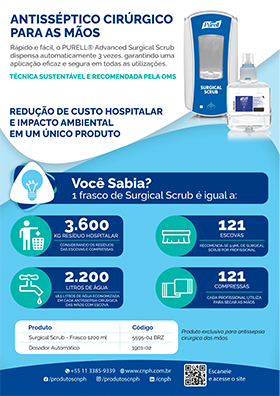 ANTISSÉPTICO CIRÚRGICO
PARA AS MÃOS
Rápido e fácil, o PURELL® Advanced Surgical Scrub
dispensa automaticamente 3 vezes, garantindo uma
aplicação eficaz e segura em todas as utilizações.
TÉCNICA SUSTENTÁVEL E RECOMENDADA PELA OMS
PURELL
SURGICAL
SCRUB
REDUÇÃO DE CUSTO HOSPITALAR
E IMPACTO AMBIENTAL
EM UM ÚNICO PRODUTO
Você Sabia?
1 frasco de Surgical Scrub é igual a:
3.600
KG RESÍDUO HOSPITALAR
CONSIDERANDO OS RESÍDUOS
DAS ESCOVAS E COMPRESSAS
121
ESCOVAS
RECOMENDA-SE DE SURGICAL
SCRUB POR PROFISSIONAL
2.200
LITROS DE ÁGUA
LITROS DE ÁGUA ECONOMIZADA
EM CADA ANTISSEPSIA CIRÚRGICA
DAS MÃOS COM ESCOVA
121
COMPRESSAS
CADA PROFISSIONAL UTILIZA
PARA SECAR AS MÃOS
Produto Código
Surgical Scrub - Frasco 1200 ml 5595-04 BRZ
Dosador Automático 1901-02
Produto exclusivo para antissepsia
cirúrgica das mãos
+55 11 3385-9339 www.cnph.com.br
/produtoscnph /produtoscnph /cnph
Escaneie
e acesse o site